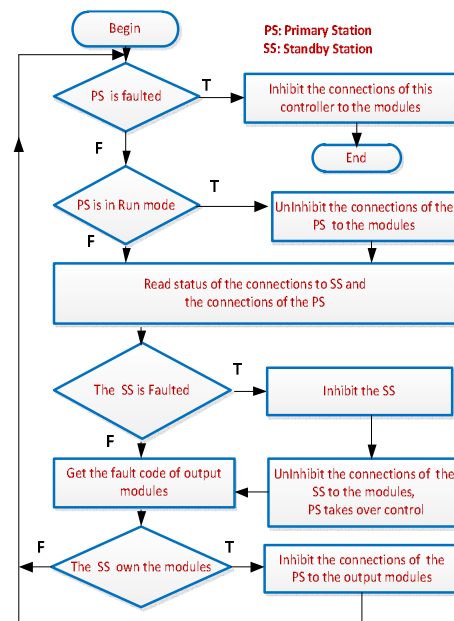 Begin
PS: Primary Station
SS: Standby Station
PS is faulted
T
Inhibit the connections of this
controller to the modules
F
End
PS is in Run mode
T
UnInhibit the connections of the
PS to the modules
F
Read status of the connections to SS and
the connections of the PS
The SS is Faulted
T
Inhibit the SS
F
Get the fault code of output
modules
UnInhibit the connections of the
SS to the modules,
PS takes over control
F
The SS own the modules
T
Inhibit the connections of the
PS to the output modules